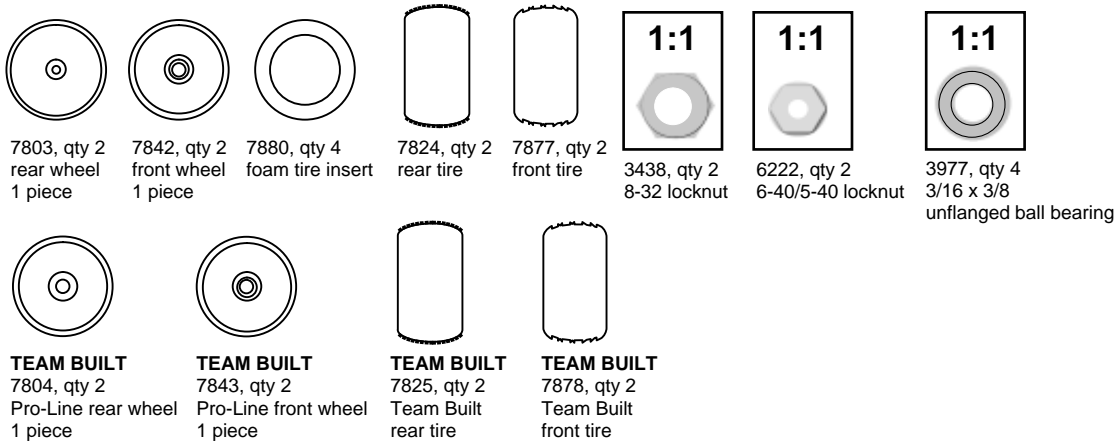 1:1
1:1
1:1
7803, qty 2
rear wheel
1 piece
7842, qty 2
front wheel
1 piece
7880, qty 4
foam tire insert
7824, qty 2
rear tire
7877, qty 2
front tire
3438, qty 2
8-32 locknut
6222, qty 2
6-40/5-40 locknut
3977, qty 4
3/16 x 3/8
unflanged ball bearing
TEAM BUILT
7804, qty 2
Pro-Line rear wheel
1 piece
TEAM BUILT
7843, qty 2
Pro-Line front wheel
1 piece
TEAM BUILT
7825, qty 2
Team Built
rear tire
TEAM BUILT
7878, qty 2
Team Built
front tire